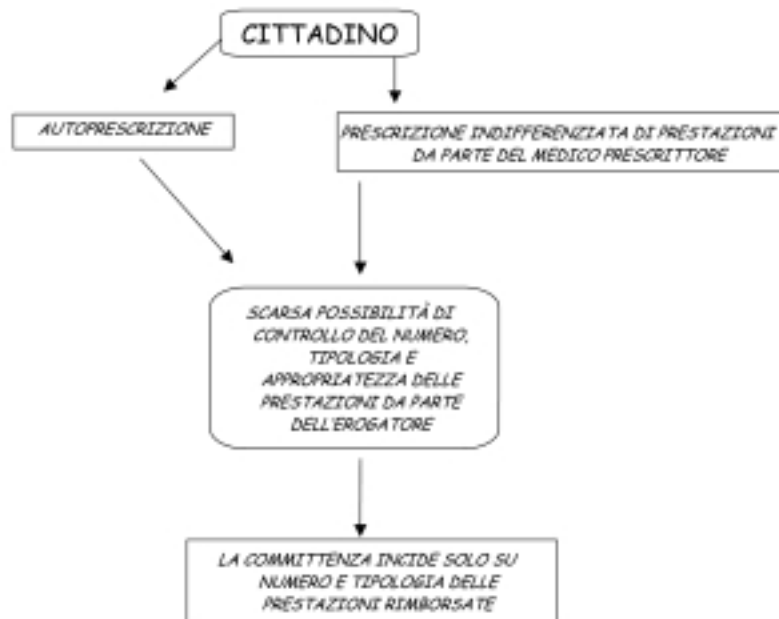 CITTADINO
AUTOPRESCRIZIONE
PRESCRIZIONE INDIFFERENZIATA DI PRESTAZIONI
DA PARTE DEL MEDICO PRESCRITTORE
SCARSA POSSIBILITÀ DI
CONTROLLO DEL NUMERO,
TIPOLOGIA E
APPROPRIATEZZA DELLE
PRESTAZIONI DA PARTE
DELL'EROGATORE
LA COMMITTENZA INCIDE SOLO SU
NUMERO E TIPOLOGIA DELLE
PRESTAZIONI RIMBORSATE